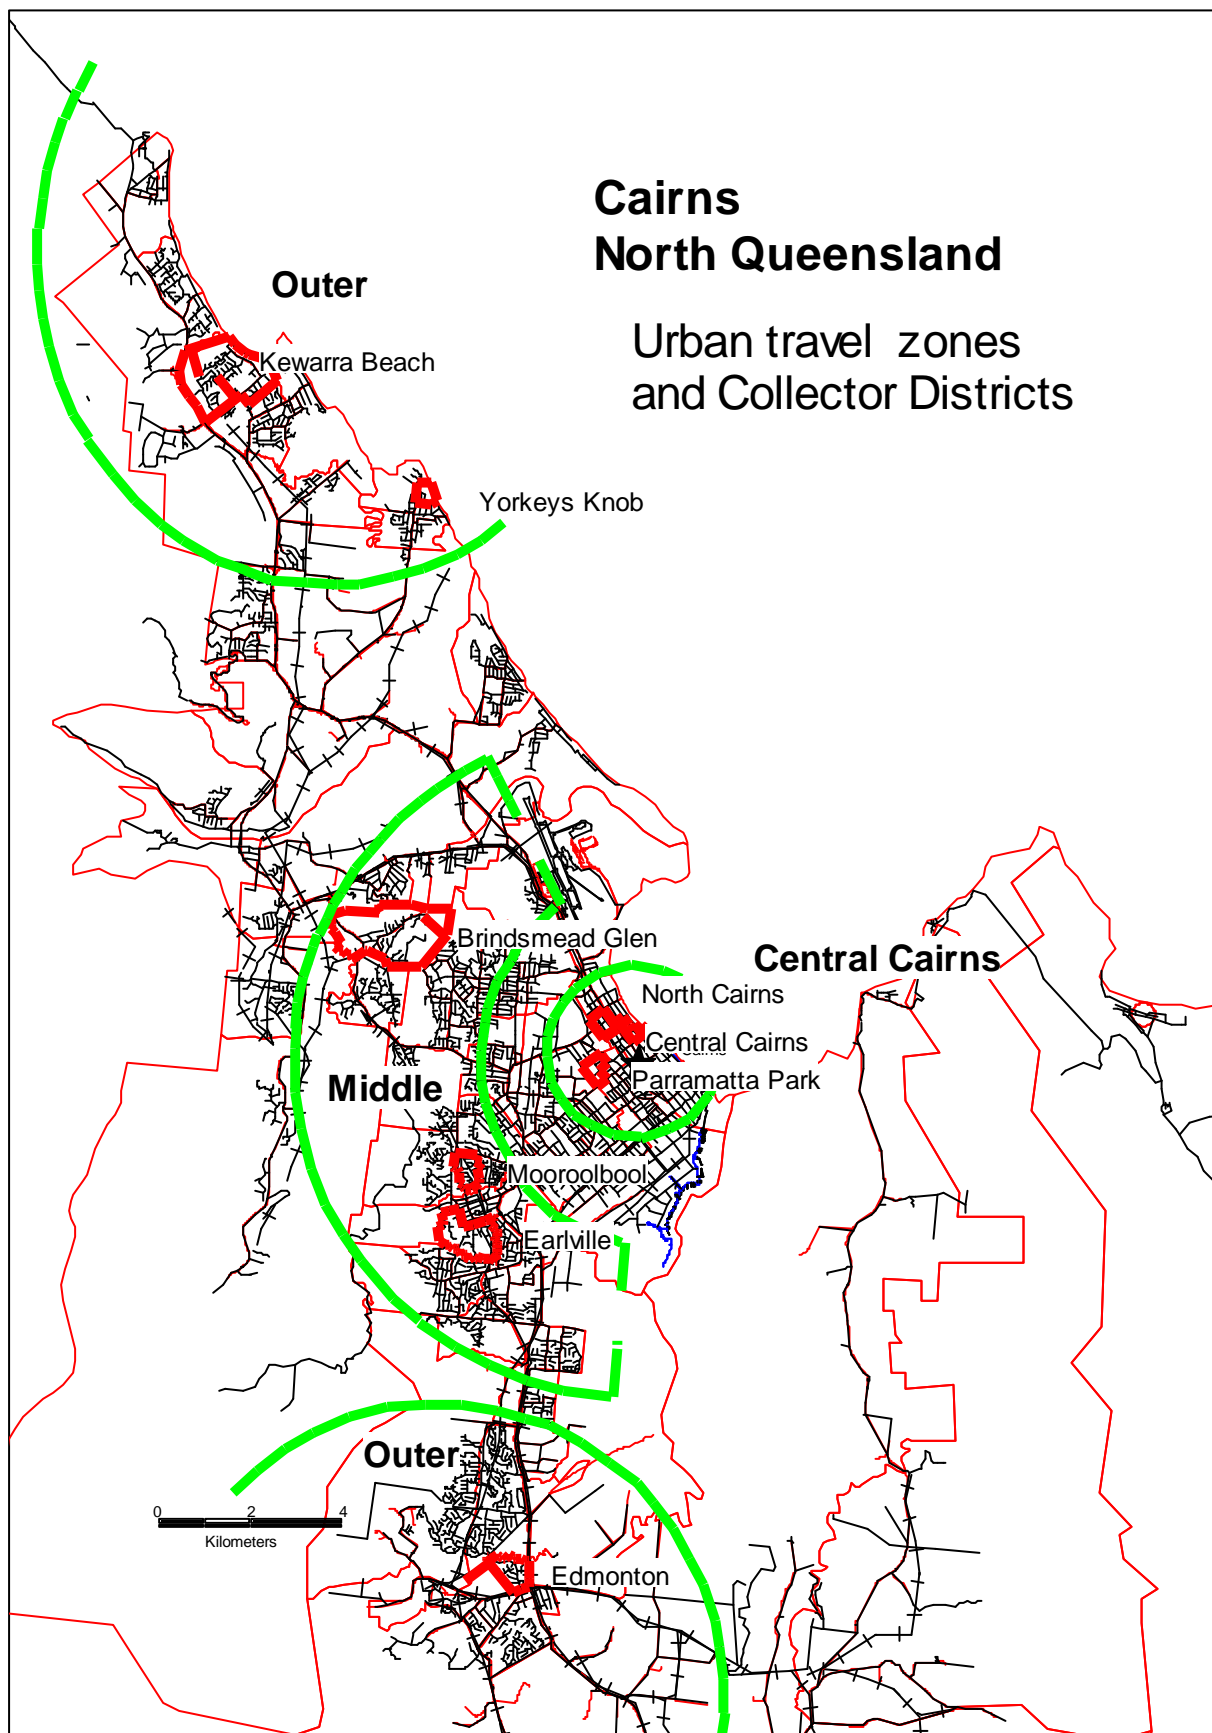 Cairns
North Queensland
Urban travel zones
and Collector Districts
Outer
Kewarra Beach
Yorkeys Knob
Brindsmead Glen
Central Cairns
North Cairns
Central Cairns
Parramatta Park
Middle
Mooroolbool
Earlville
Outer
0 2 4
Kilometers
Edmonton